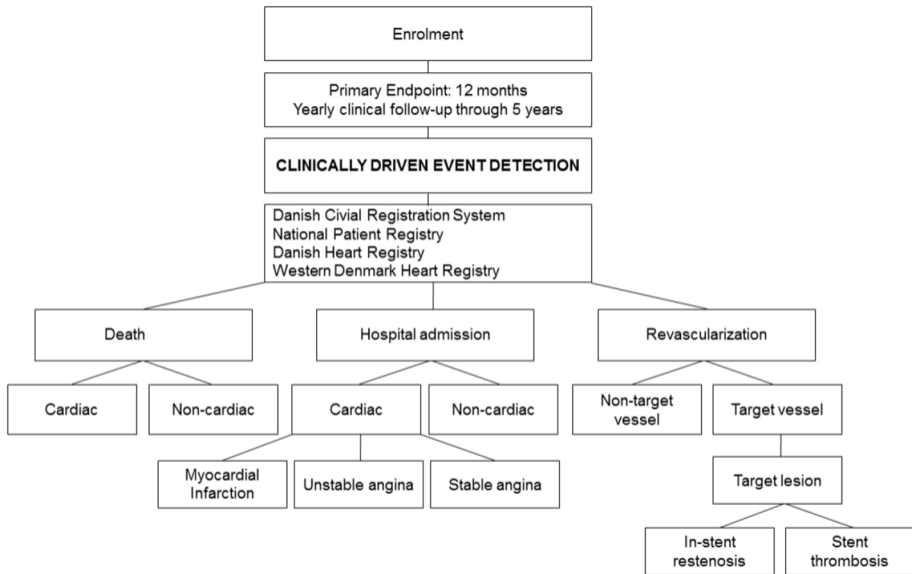 Enrolment
Primary Endpoint: 12 months
Yearly clinical follow-up through 5 years
CLINICALLY DRIVEN EVENT DETECTION
Danish Civial Registration System
National Patient Registry
Danish Heart Registry
Western Denmark Heart Registry
Death
Hospital admission
Revascularization
Cardiac
Non-cardiac
Cardiac
Non-cardiac
Non-target
vessel
Target vessel
Myocardial
Infarction
Unstable angina
Stable angina
Target lesion
In-stent
restenosis
Stent
thrombosis